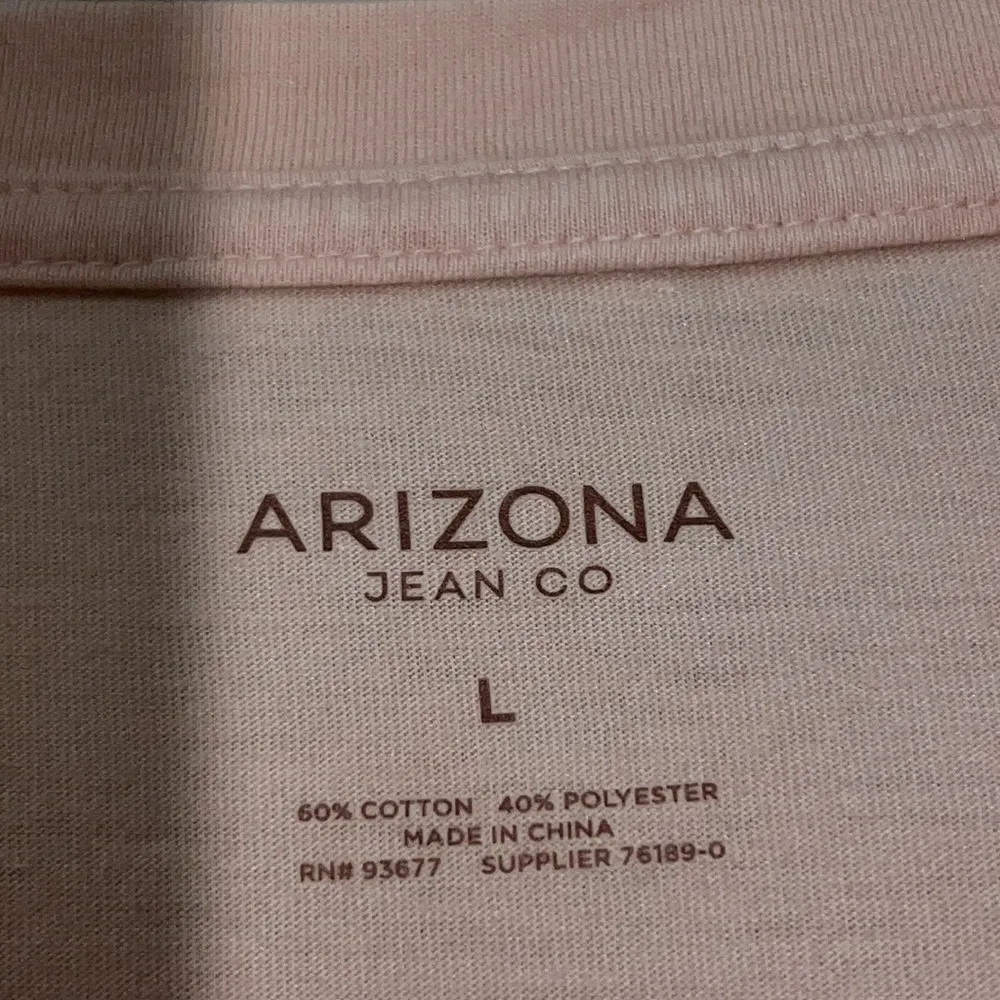 ARIZONA
JEAN CO
L
60% COTTON 40% POLYESTER
MADE IN CHINA
RN# 93677 SUPPLIER 76189-0